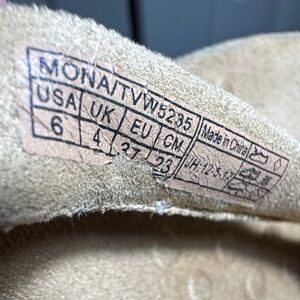 MONA/TVW5235
USA UK EU CM
6 4 37 23
Made in China